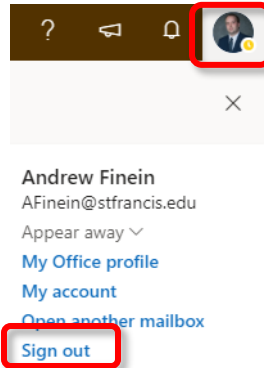 ?
Andrew Finein
AFinein@stfrancis.edu
Appear away
My Office profile
My account
Open another mailbox
Sign out